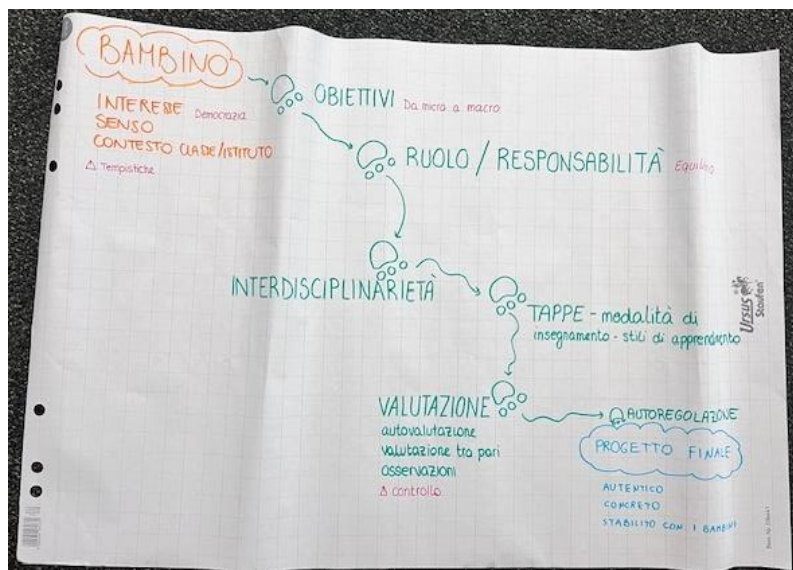 BAMBINO
INTERESSE Democrazia
SENSO
CONTESTO CLASSE/ISTITUTO
△ Tempistiche
OBIETTIVI Da micro a macro
RUOLO / RESPONSABILITÀ Equilibrio
INTERDISCIPLINARIETÀ
TAPPE - modalità di
insegnamento - stili di apprendimento
Ursus
Staufen
VALUTAZIONE
autovalutazione
valutazione tra pari
osservazioni
△ controllo
AUTOREGOLAZIONE
PROGETTO FINALE
AUTENTICO
CONCRETO
STABILITO CON I BAMBINI